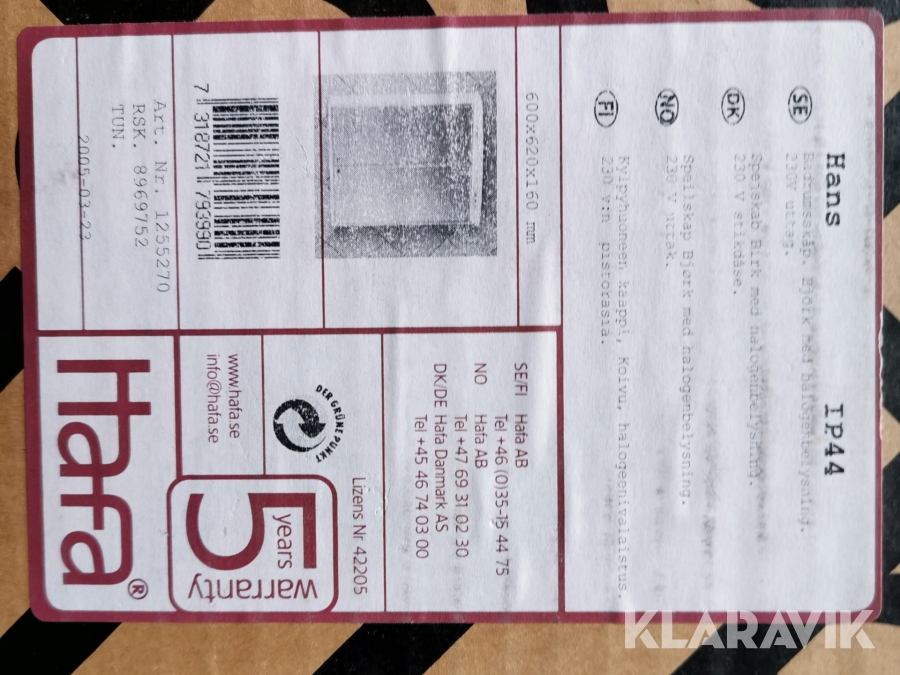 Hans IP44
SE Badrumsskåp. Björk med halogenbelysning.
230V uttag.
DK Spejskab Birk med halogenbelysning.
230 V stikdåse.
NO Speilskap Bjørk med halogenbelysning.
230 V uttak.
FI Kylpyhuoneen kaappi, Koivu, halogeenivalaistus.
230 v:n pistorasia.
600x620x160 mm
7 318721 793990
Art. Nr. 1255270
RSK. 8969752
TUN.
2005-03-23
SE/FI Hafa AB
Tel +46 (0)35-15 44 75
NO Hafa AB
Tel +47 69 31 02 30
DK/DE Hafa Danmark AS
Tel +45 46 74 03 00
DER GRÜNE PUNKT
Lizens Nr 42205
www.hafa.se
info@hafa.se
5 years
warranty
Hafa®
KLARAVIK